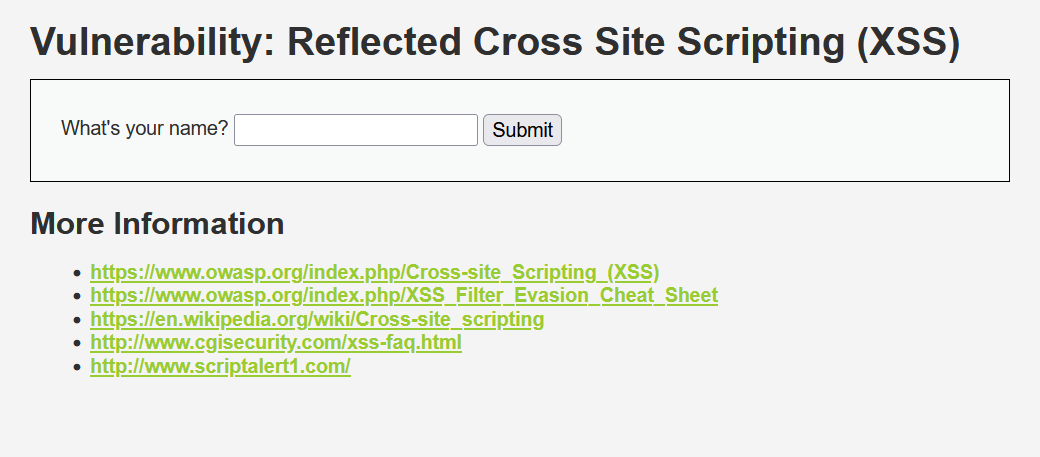 Vulnerability: Reflected Cross Site Scripting (XSS)
What's your name? Submit
More Information
https://www.owasp.org/index.php/Cross-site_Scripting_(XSS)
https://www.owasp.org/index.php/XSS_Filter_Evasion_Cheat_Sheet
https://en.wikipedia.org/wiki/Cross-site_scripting
http://www.cgisecurity.com/xss-faq.html
http://www.scriptalert1.com/